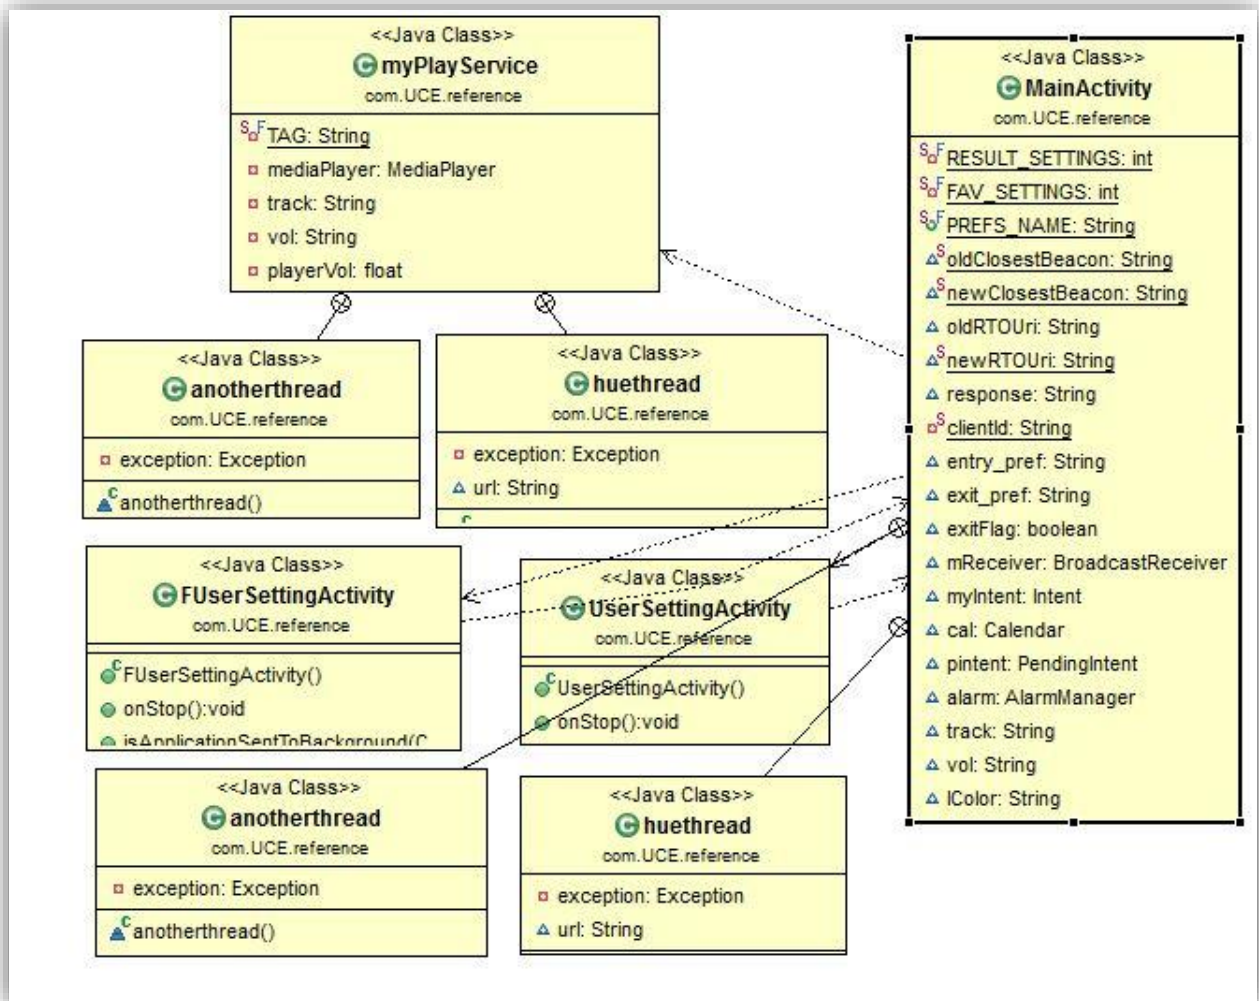 <<Java Class>>
myPlayService
com.UCE.reference
TAG: String
mediaPlayer: MediaPlayer
track: String
vol: String
playerVol: float
<<Java Class>>
MainActivity
com.UCE.reference
RESULT_SETTINGS: int
FAV_SETTINGS: int
PREFS_NAME: String
oldClosestBeacon: String
newClosestBeacon: String
oldRTOUri: String
newRTOUri: String
response: String
clientId: String
entry_pref: String
exit_pref: String
exitFlag: boolean
mReceiver: BroadcastReceiver
myIntent: Intent
cal: Calendar
pintent: PendingIntent
alarm: AlarmManager
track: String
vol: String
lColor: String
<<Java Class>>
anotherthread
com.UCE.reference
exception: Exception
anotherthread()
<<Java Class>>
huethread
com.UCE.reference
exception: Exception
url: String
<<Java Class>>
FUserSettingActivity
com.UCE.reference
FUserSettingActivity()
onStop():void
isApplicationSentToBackground(C
<<Java Class>>
UserSettingActivity
com.UCE.reference
UserSettingActivity()
onStop():void
<<Java Class>>
anotherthread
com.UCE.reference
exception: Exception
anotherthread()
<<Java Class>>
huethread
com.UCE.reference
exception: Exception
url: String